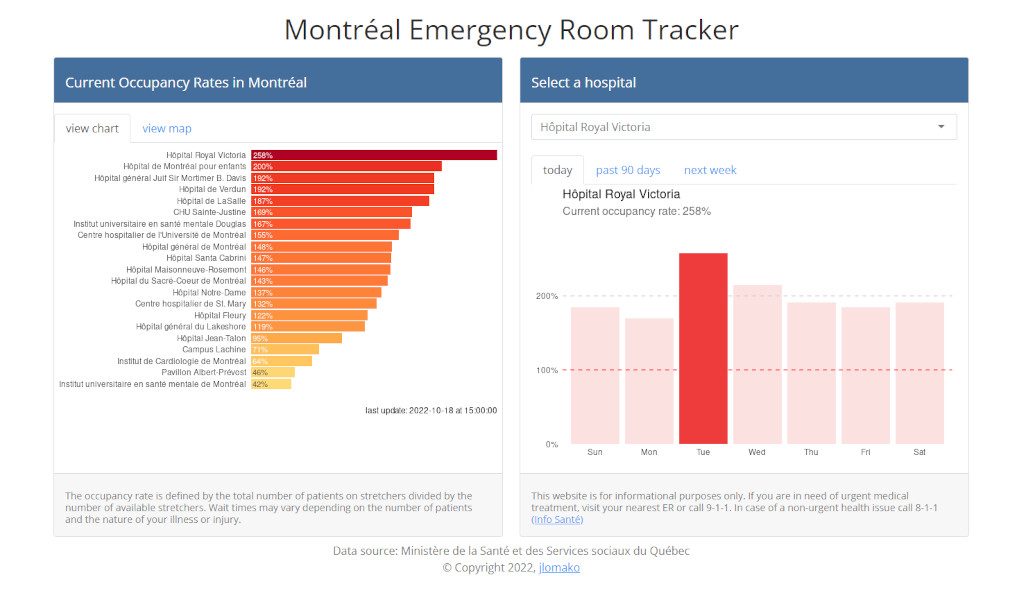 Montréal Emergency Room Tracker
Current Occupancy Rates in Montréal
view chart
view map
Hôpital Royal Victoria 258%
Hôpital de Montréal pour enfants 200%
Hôpital général Juif Sir Mortimer B. Davis 192%
Hôpital de Verdun 192%
Hôpital de LaSalle 187%
CHU Sainte-Justine 169%
Institut universitaire en santé mentale Douglas 167%
Centre hospitalier de l'Université de Montréal 155%
Hôpital général de Montréal 148%
Hôpital Santa Cabrini 147%
Hôpital Maisonneuve-Rosemont 146%
Hôpital du Sacré-Coeur de Montréal 143%
Hôpital Notre-Dame 137%
Centre hospitalier de St. Mary 132%
Hôpital Fleury 122%
Hôpital général du Lakeshore 119%
Hôpital Jean-Talon 95%
Campus Lachine 71%
Institut de Cardiologie de Montréal 64%
Pavillon Albert-Prévost 46%
Institut universitaire en santé mentale de Montréal 42%
last update: 2022-10-18 at 15:00:00
The occupancy rate is defined by the total number of patients on stretchers divided by the
number of available stretchers. Wait times may vary depending on the number of patients
and the nature of your illness or injury.
Select a hospital
Hôpital Royal Victoria
today
past 90 days
next week
Hôpital Royal Victoria
Current occupancy rate: 258%
200%
100%
0%
Sun Mon Tue Wed Thu Fri Sat
This website is for informational purposes only. If you are in need of urgent medical
treatment, visit your nearest ER or call 9-1-1. In case of a non-urgent health issue call 8-1-1
(Info Santé)
Data source: Ministère de la Santé et des Services sociaux du Québec
© Copyright 2022, jlomako